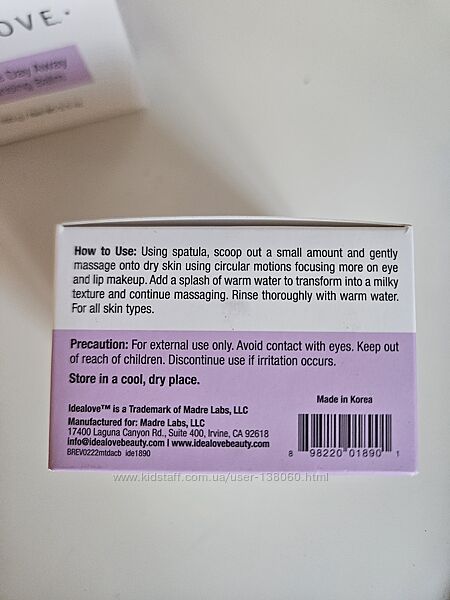 OVE.
How to Use: Using spatula, scoop out a small amount and gently
massage onto dry skin using circular motions focusing more on eye
and lip makeup. Add a splash of warm water to transform into a milky
texture and continue massaging. Rinse thoroughly with warm water.
For all skin types.
Precaution: For external use only. Avoid contact with eyes. Keep out
of reach of children. Discontinue use if irritation occurs.
Store in a cool, dry place.
Made in Korea
Idealove™ is a Trademark of Madre Labs, LLC
Manufactured for: Madre Labs, LLC
17400 Laguna Canyon Rd., Suite 400, Irvine, CA 92618
info@idealovebeauty.com I www.idealovebeauty.com
BREV0222mtdacb ide1890
8 98220 01890 1
www.kidstaff.com.ua/user-138060.html